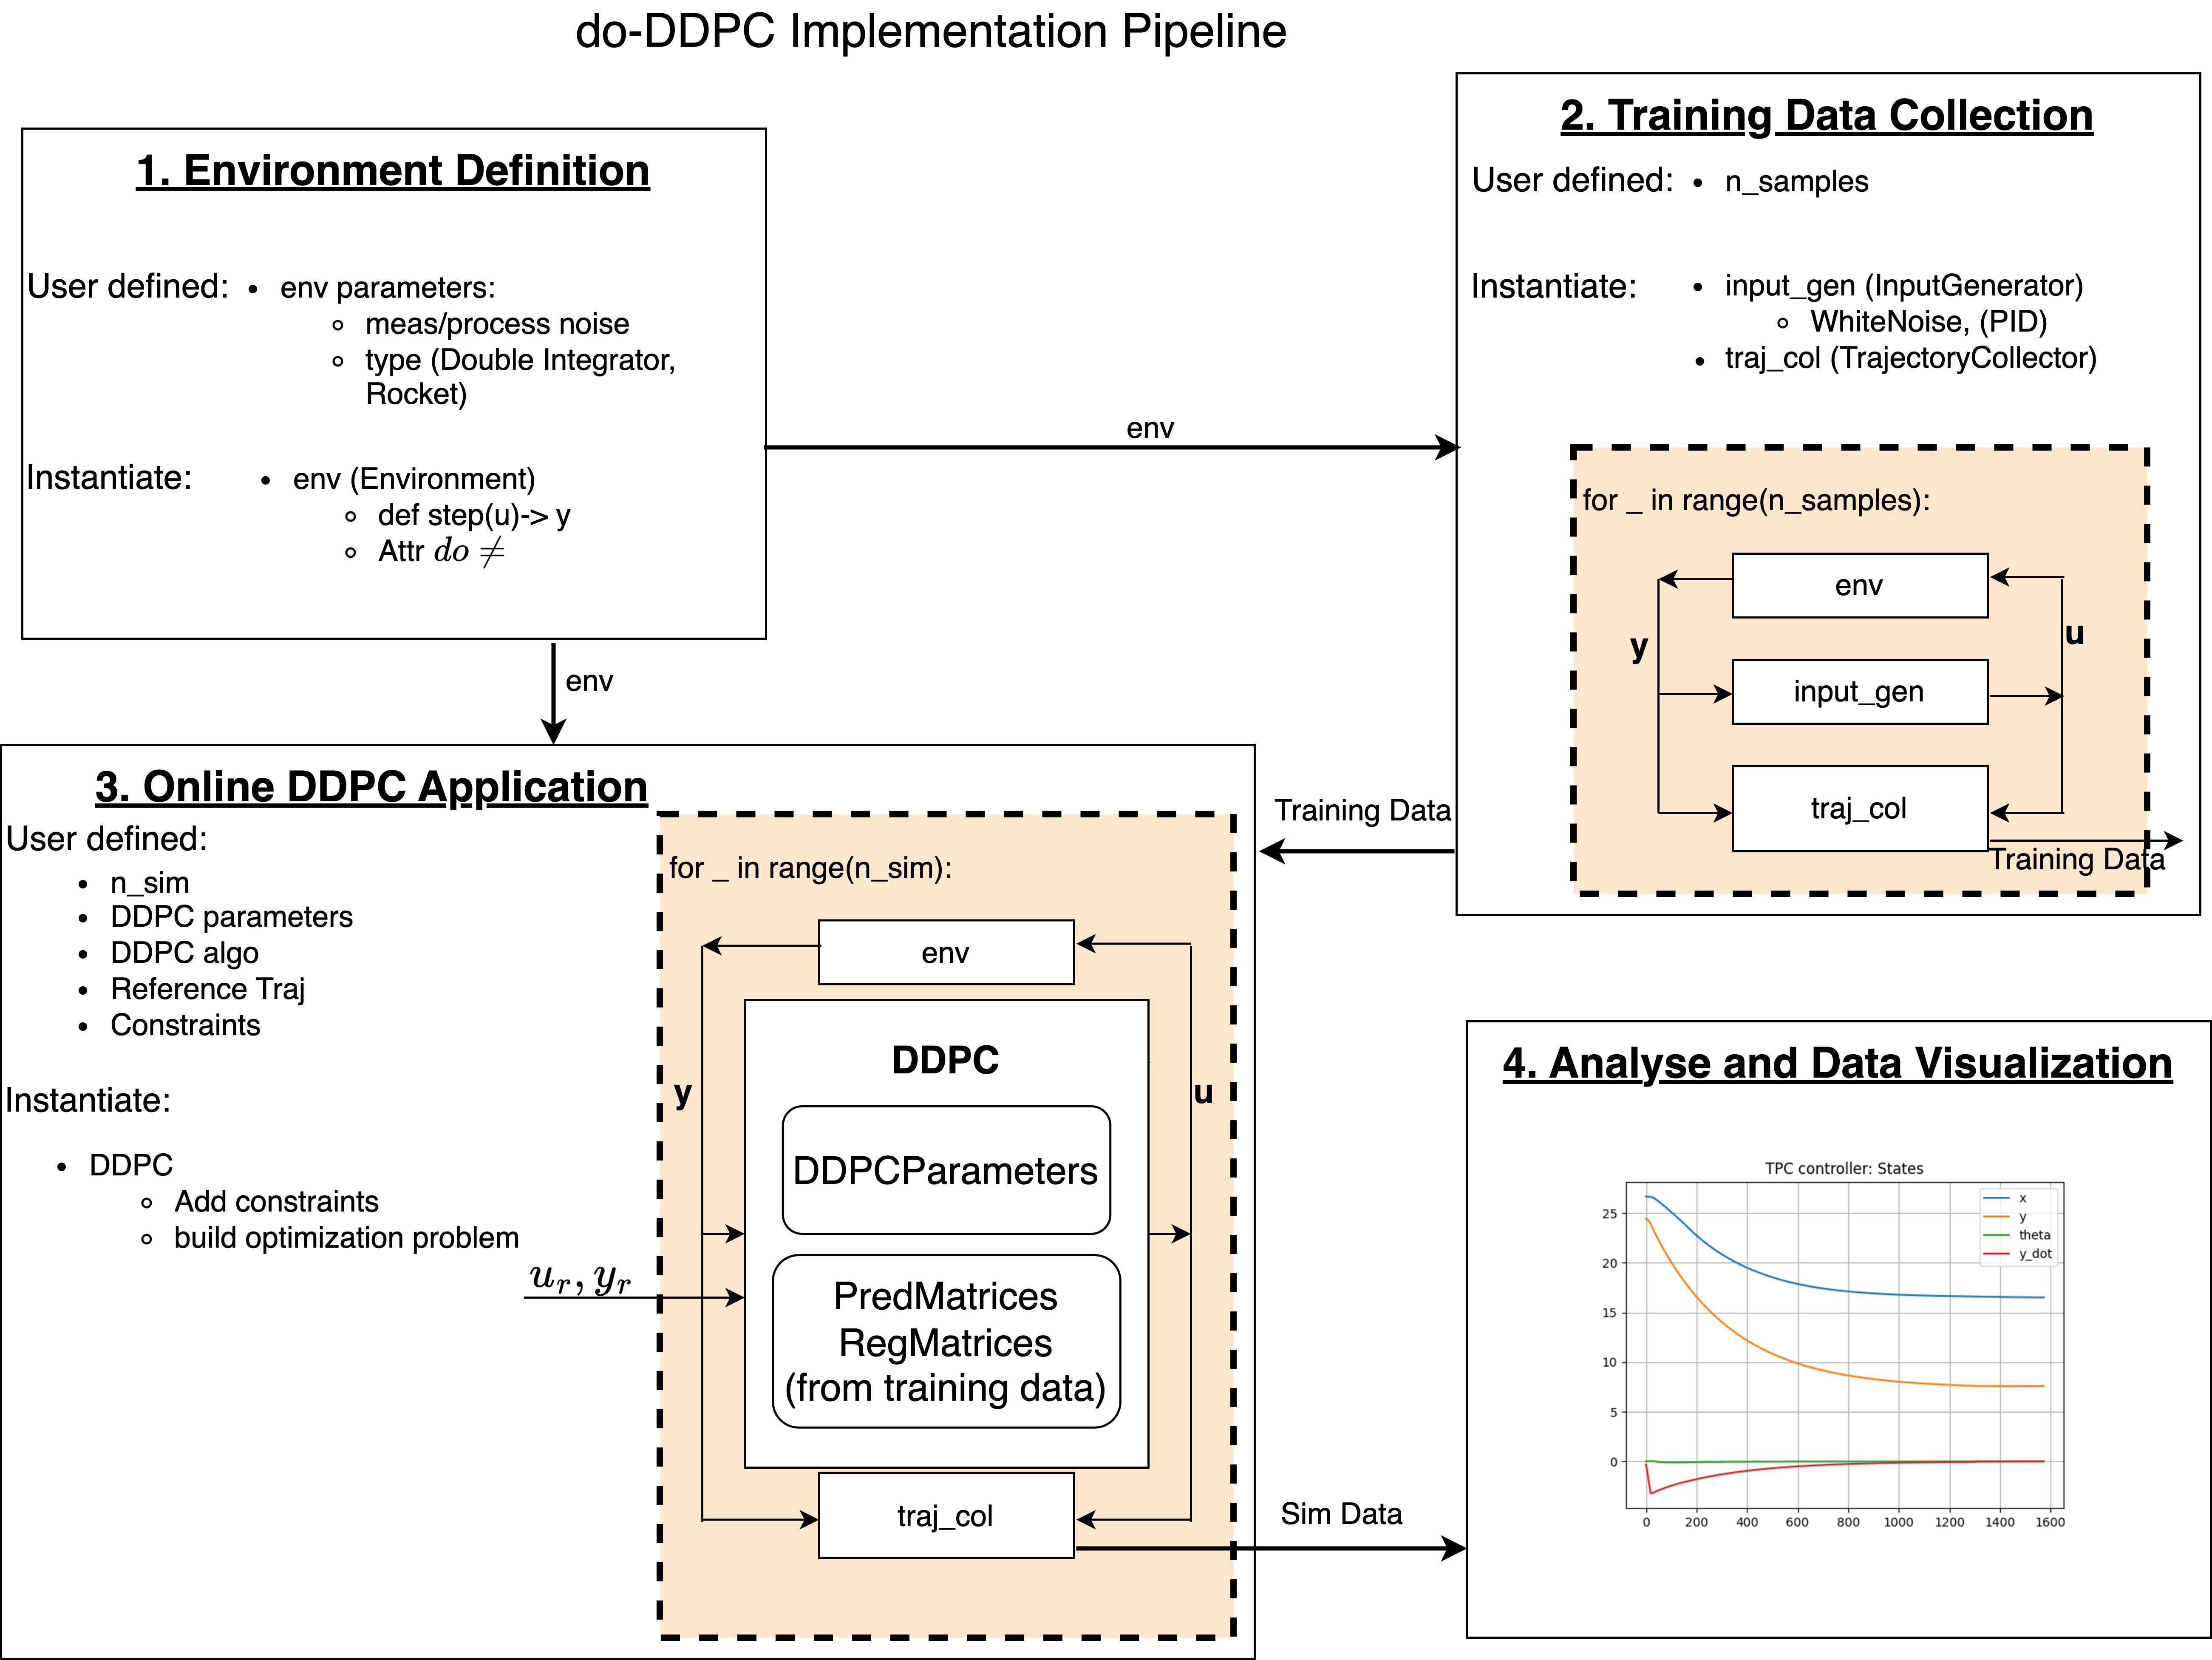 do-DDPC Implementation Pipeline
1. Environment Definition
User defined:
• env parameters:
◦ meas/process noise
◦ type (Double Integrator,
Rocket)
Instantiate:
• env (Environment)
◦ def step(u)-> y
◦ Attr do ≠
env
env
2. Training Data Collection
User defined:
• n_samples
Instantiate:
• input_gen (InputGenerator)
◦ WhiteNoise, (PID)
• traj_col (TrajectoryCollector)
for _ in range(n_samples):
env
y
u
input_gen
traj_col
Training Data
Training Data
3. Online DDPC Application
User defined:
• n_sim
• DDPC parameters
• DDPC algo
• Reference Traj
• Constraints
Instantiate:
• DDPC
◦ Add constraints
◦ build optimization problem
u_r, y_r
for _ in range(n_sim):
env
y
u
DDPC
DDPCParameters
PredMatrices
RegMatrices
(from training data)
traj_col
Sim Data
4. Analyse and Data Visualization
TPC controller: States
x
y
theta
y_dot
25
20
15
10
5
0
0 200 400 600 800 1000 1200 1400 1600